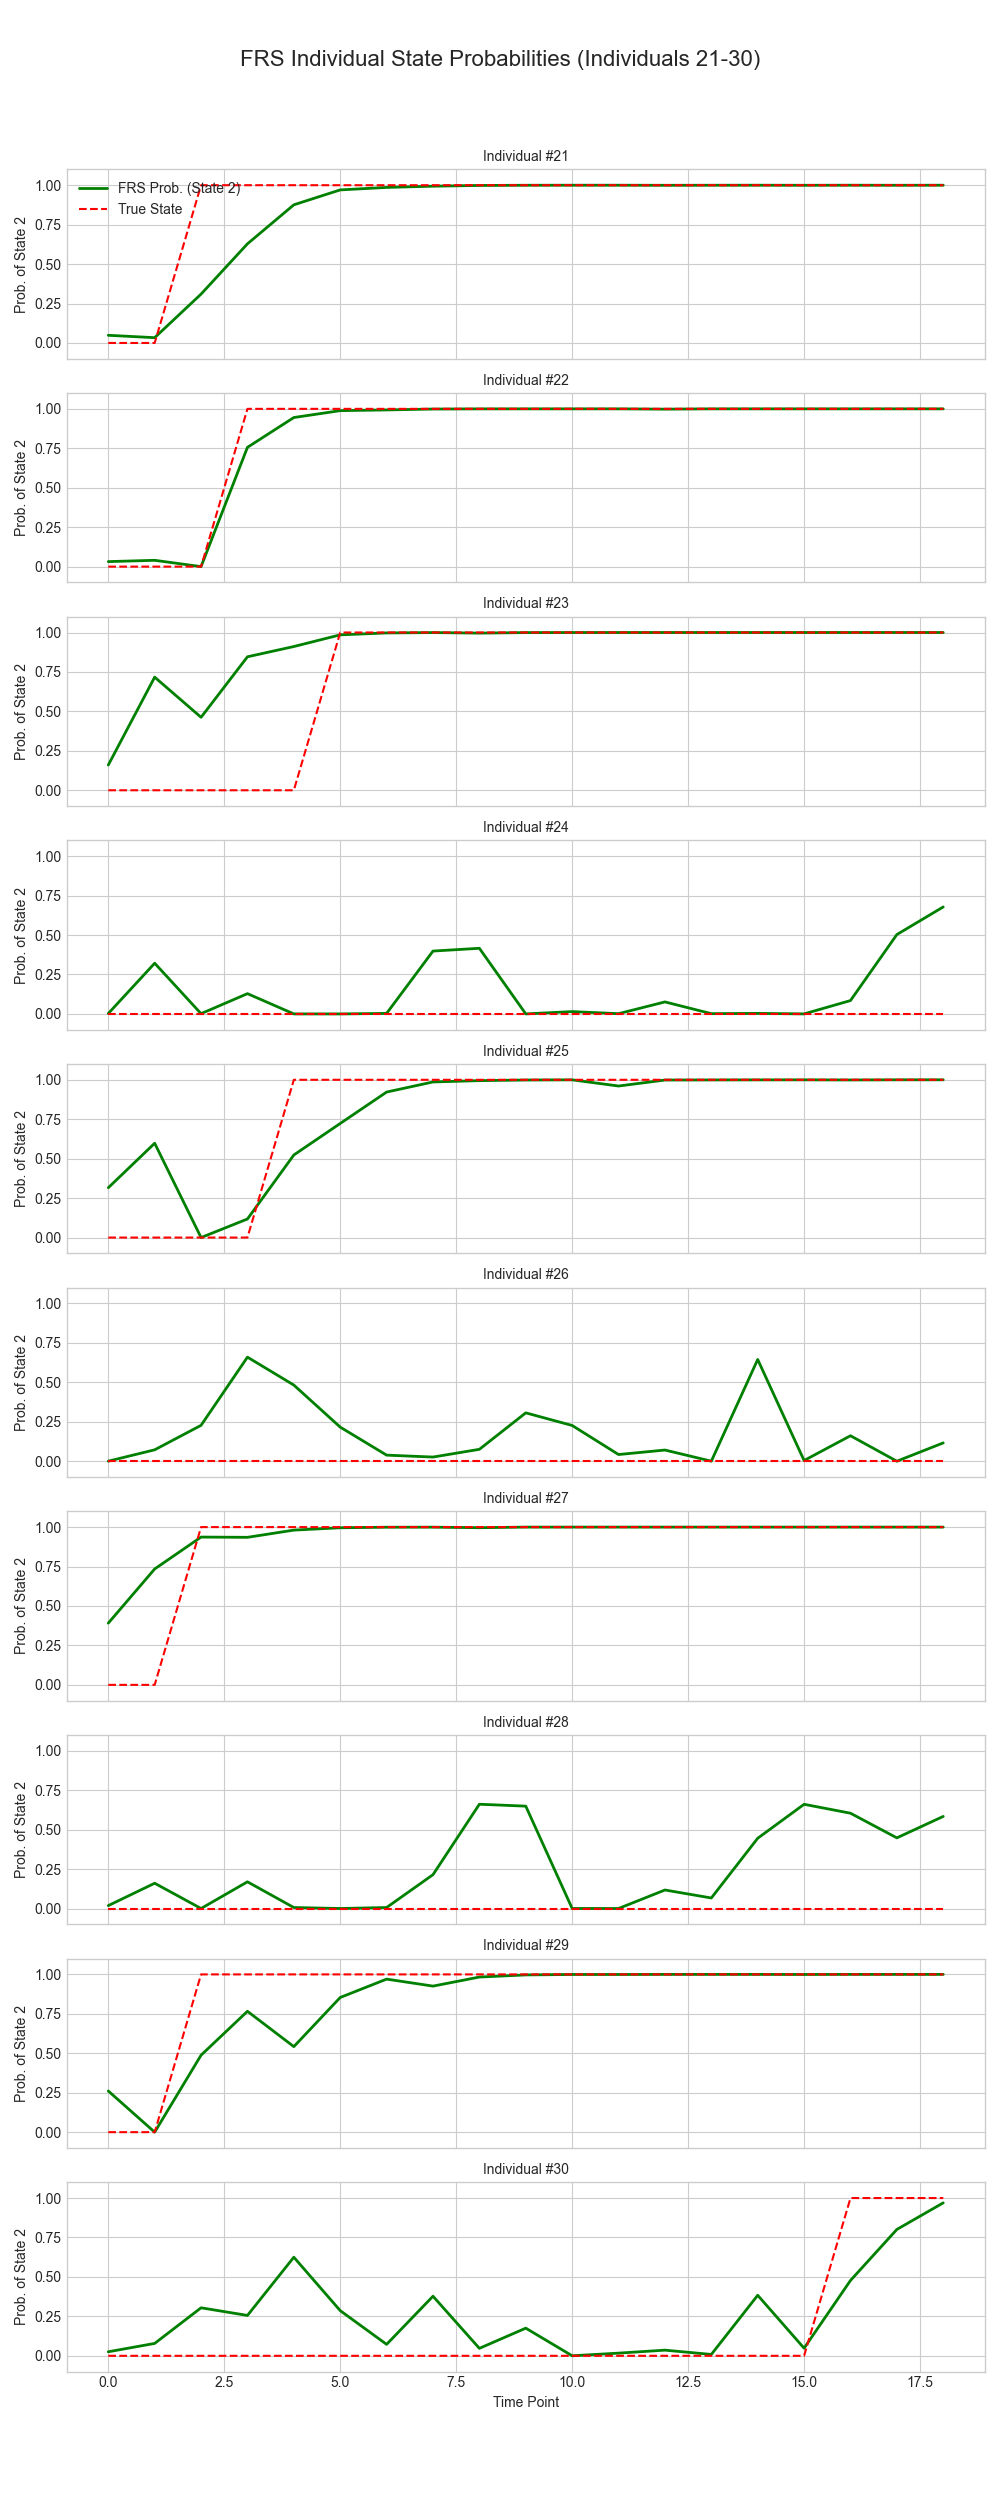 FRS Individual State Probabilities (Individuals 21-30)
Individual #21
1.00
0.75
0.50
0.25
0.00
Prob. of State 2
FRS Prob. (State 2)
True State
Individual #22
1.00
0.75
0.50
0.25
0.00
Prob. of State 2
Individual #23
1.00
0.75
0.50
0.25
0.00
Prob. of State 2
Individual #24
1.00
0.75
0.50
0.25
0.00
Prob. of State 2
Individual #25
1.00
0.75
0.50
0.25
0.00
Prob. of State 2
Individual #26
1.00
0.75
0.50
0.25
0.00
Prob. of State 2
Individual #27
1.00
0.75
0.50
0.25
0.00
Prob. of State 2
Individual #28
1.00
0.75
0.50
0.25
0.00
Prob. of State 2
Individual #29
1.00
0.75
0.50
0.25
0.00
Prob. of State 2
Individual #30
1.00
0.75
0.50
0.25
0.00
Prob. of State 2
0.0 2.5 5.0 7.5 10.0 12.5 15.0 17.5
Time Point